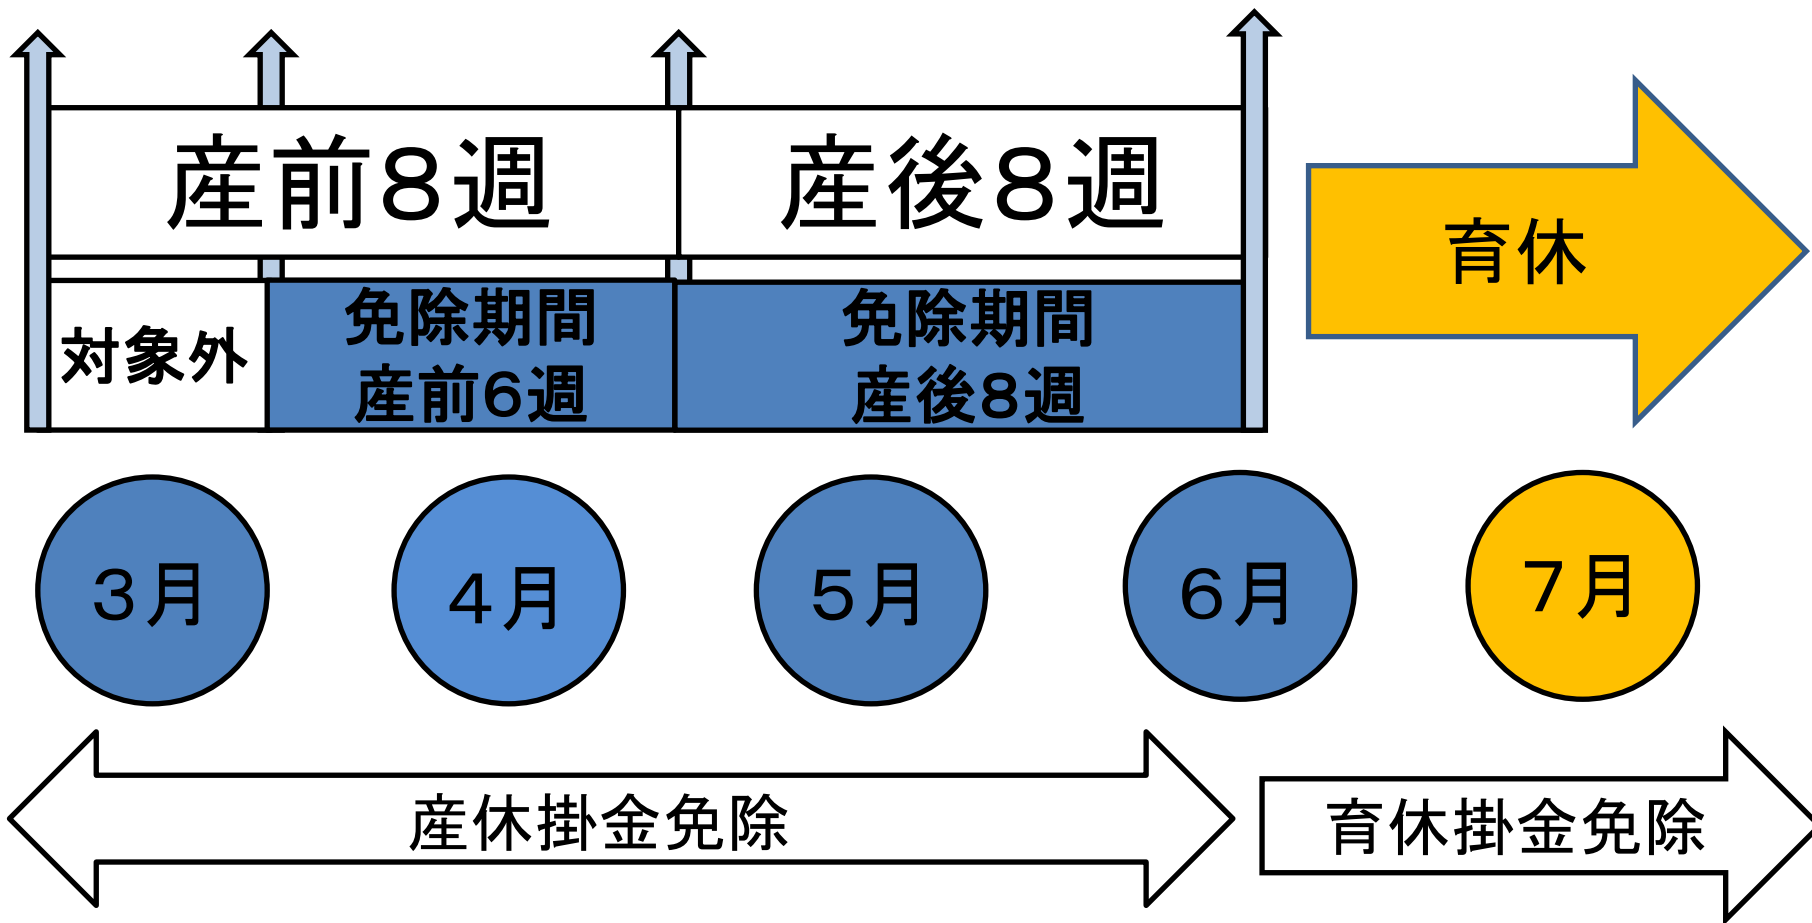 産前８週
産後８週
育休
対象外
免除期間
産前６週
免除期間
産後８週
３月
４月
５月
６月
７月
産休掛金免除
育休掛金免除